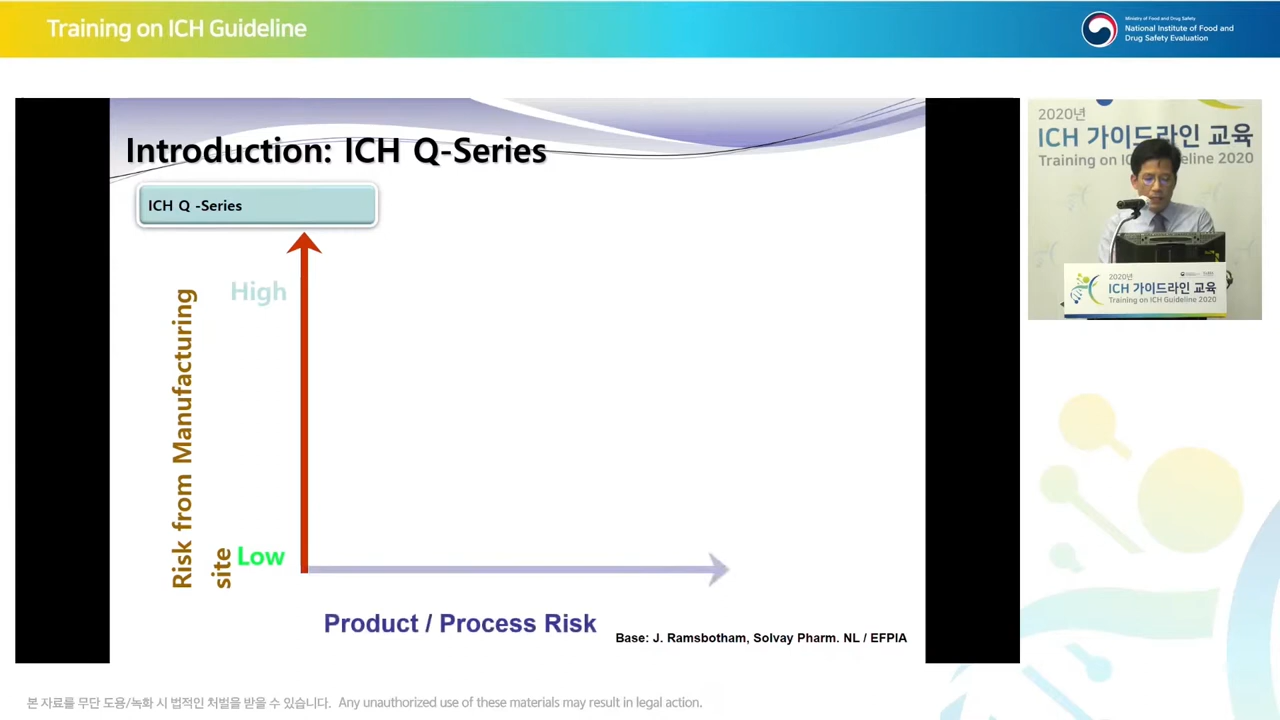 Training on ICH Guideline
Ministry of Food and Drug Safety
National Institute of Food and
Drug Safety Evaluation
Introduction: ICH Q-Series
ICH Q -Series
High
Risk from Manufacturing
site
Low
Product / Process Risk
Base: J. Ramsbotham, Solvay Pharm. NL / EFPIA
2020년
ICH 가이드라인 교육
Training on ICH Guideline 2020
2020년
ICH 가이드라인 교육
Training on ICH Guideline 2020
본 자료를 무단 도용/녹화 시 법적인 처벌을 받을 수 있습니다. Any unauthorized use of these materials may result in legal action.